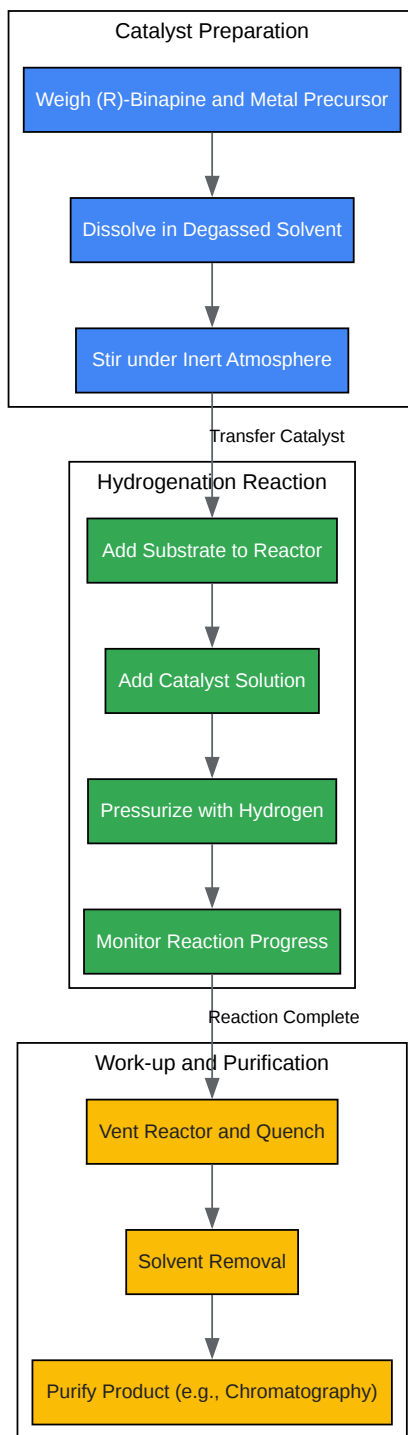 Catalyst Preparation
Weigh (R)-Binapine and Metal Precursor
Dissolve in Degassed Solvent
Stir under Inert Atmosphere
Transfer Catalyst
Hydrogenation Reaction
Add Substrate to Reactor
Add Catalyst Solution
Pressurize with Hydrogen
Monitor Reaction Progress
Reaction Complete
Work-up and Purification
Vent Reactor and Quench
Solvent Removal
Purify Product (e.g., Chromatography)